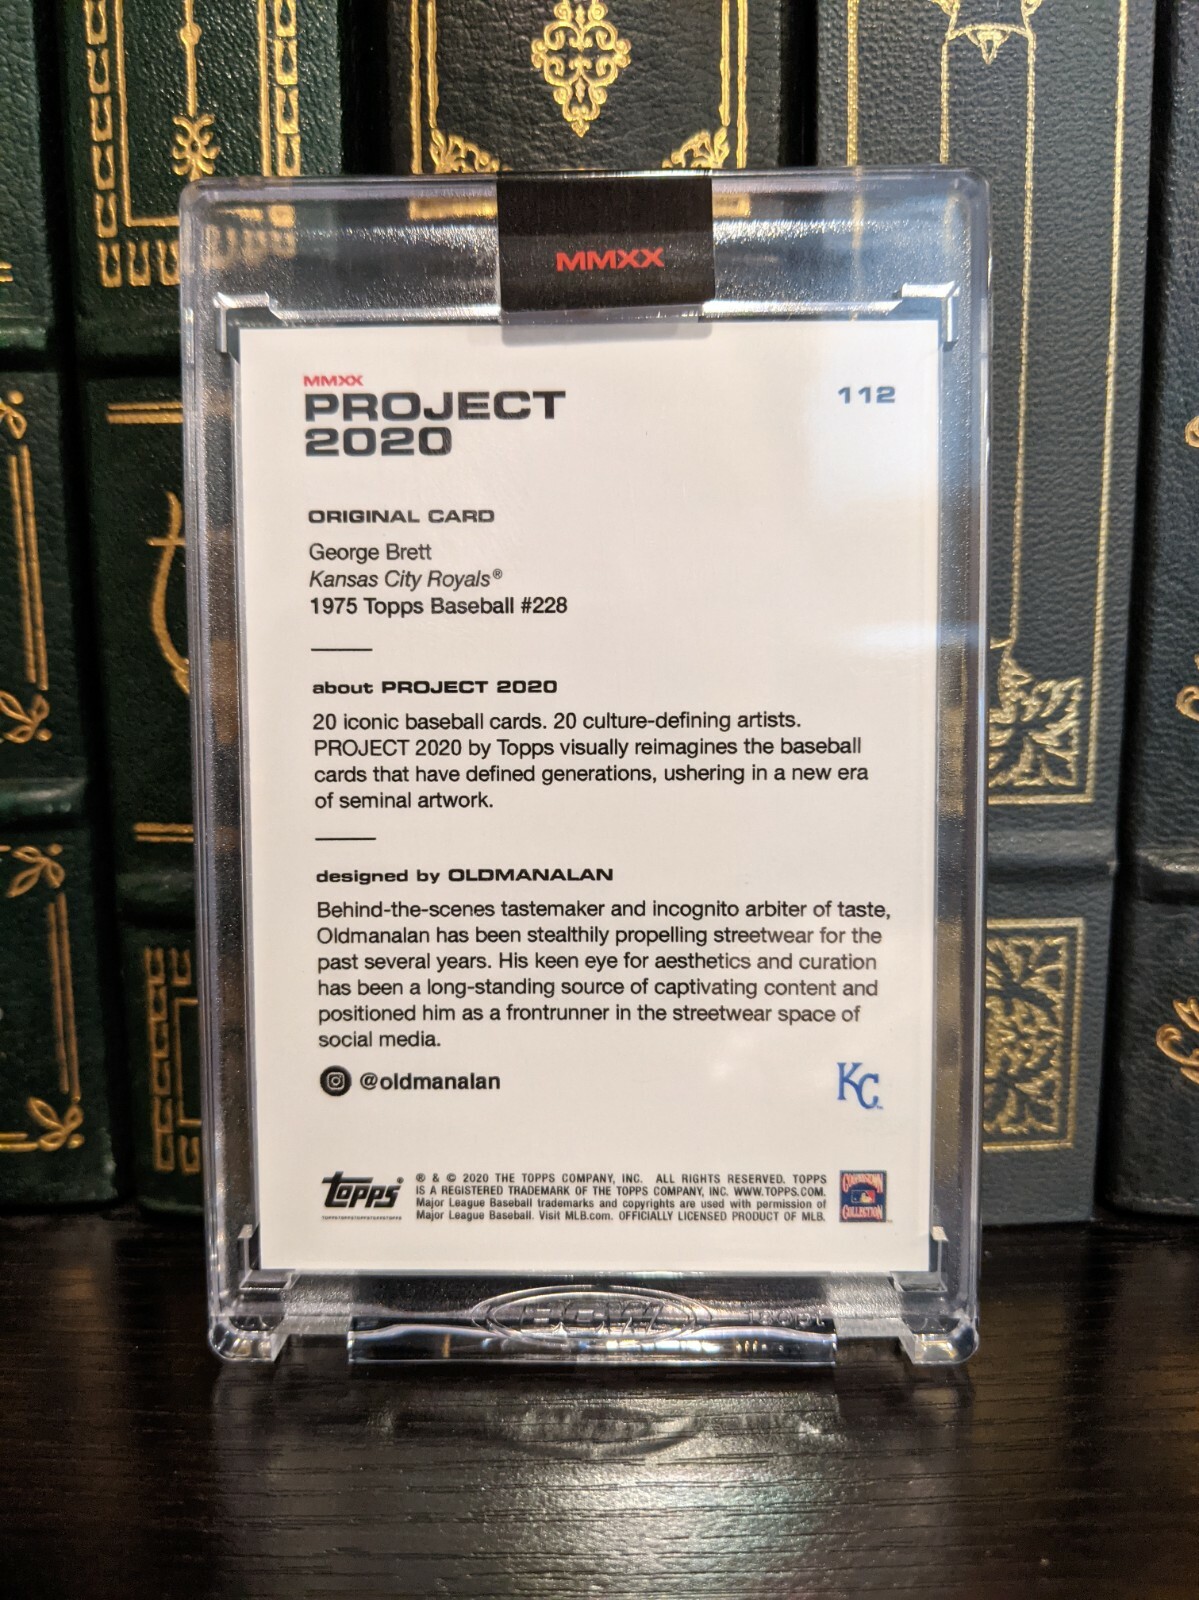 MMXX
MMXX
PROJECT
2020
112
ORIGINAL CARD
George Brett
Kansas City Royals®
1975 Topps Baseball #228
about PROJECT 2020
20 iconic baseball cards. 20 culture-defining artists.
PROJECT 2020 by Topps visually reimagines the baseball
cards that have defined generations, ushering in a new era
of seminal artwork.
designed by OLDMANALAN
Behind-the-scenes tastemaker and incognito arbiter of taste,
Oldmanalan has been stealthily propelling streetwear for the
past several years. His keen eye for aesthetics and curation
has been a long-standing source of captivating content and
positioned him as a frontrunner in the streetwear space of
social media.
@oldmanalan
KC
topps®
® & © 2020 THE TOPPS COMPANY, INC. ALL RIGHTS RESERVED. TOPPS
IS A REGISTERED TRADEMARK OF THE TOPPS COMPANY, INC. WWW.TOPPS.COM.
Major League Baseball trademarks and copyrights are used with permission of
Major League Baseball. Visit MLB.com. OFFICIALLY LICENSED PRODUCT OF MLB.
COOPERSTOWN
COLLECTION